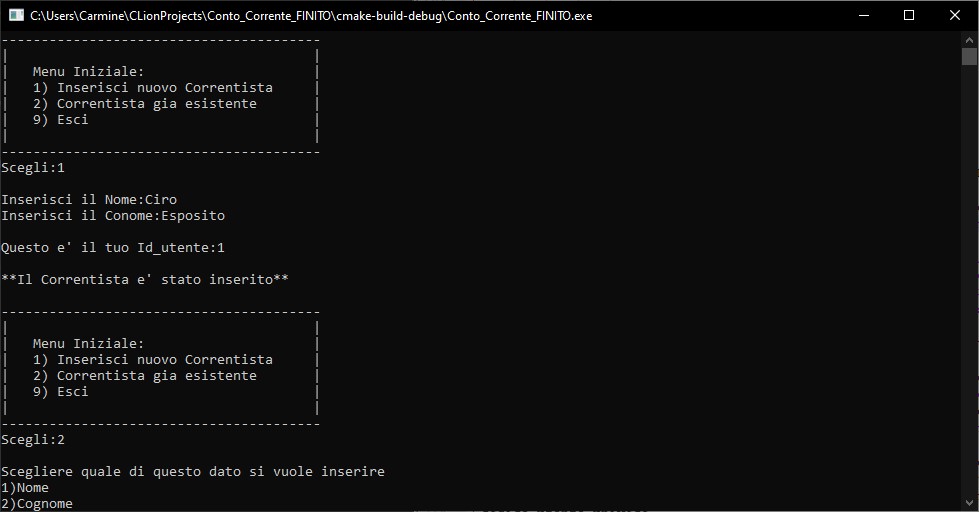 C:\Users\Carmine\CLionProjects\Conto_Corrente_FINITO\cmake-build-debug\Conto_Corrente_FINITO.exe
----------------------------------------
|                                      |
|   Menu Iniziale:                     |
|   1) Inserisci nuovo Correntista     |
|   2) Correntista gia esistente       |
|   9) Esci                            |
|                                      |
----------------------------------------
Scegli:1
Inserisci il Nome:Ciro
Inserisci il Conome:Esposito
Questo e' il tuo Id_utente:1
**Il Correntista e' stato inserito**
----------------------------------------
|                                      |
|   Menu Iniziale:                     |
|   1) Inserisci nuovo Correntista     |
|   2) Correntista gia esistente       |
|   9) Esci                            |
|                                      |
----------------------------------------
Scegli:2
Scegliere quale di questo dato si vuole inserire
1)Nome
2)Cognome